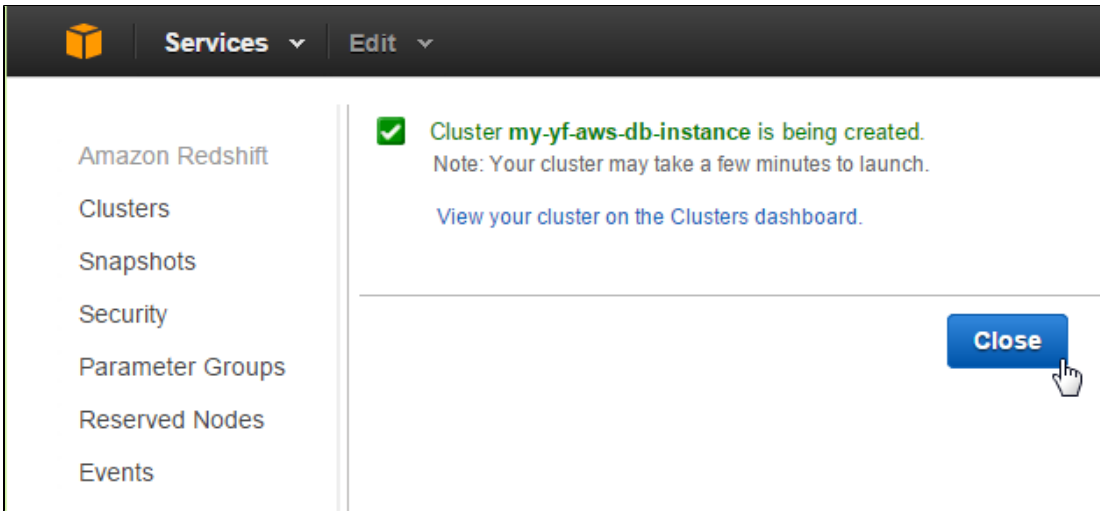 Services
Edit
Amazon Redshift
Clusters
Snapshots
Security
Parameter Groups
Reserved Nodes
Events
Cluster my-yf-aws-db-instance is being created.
Note: Your cluster may take a few minutes to launch.
View your cluster on the Clusters dashboard.
Close